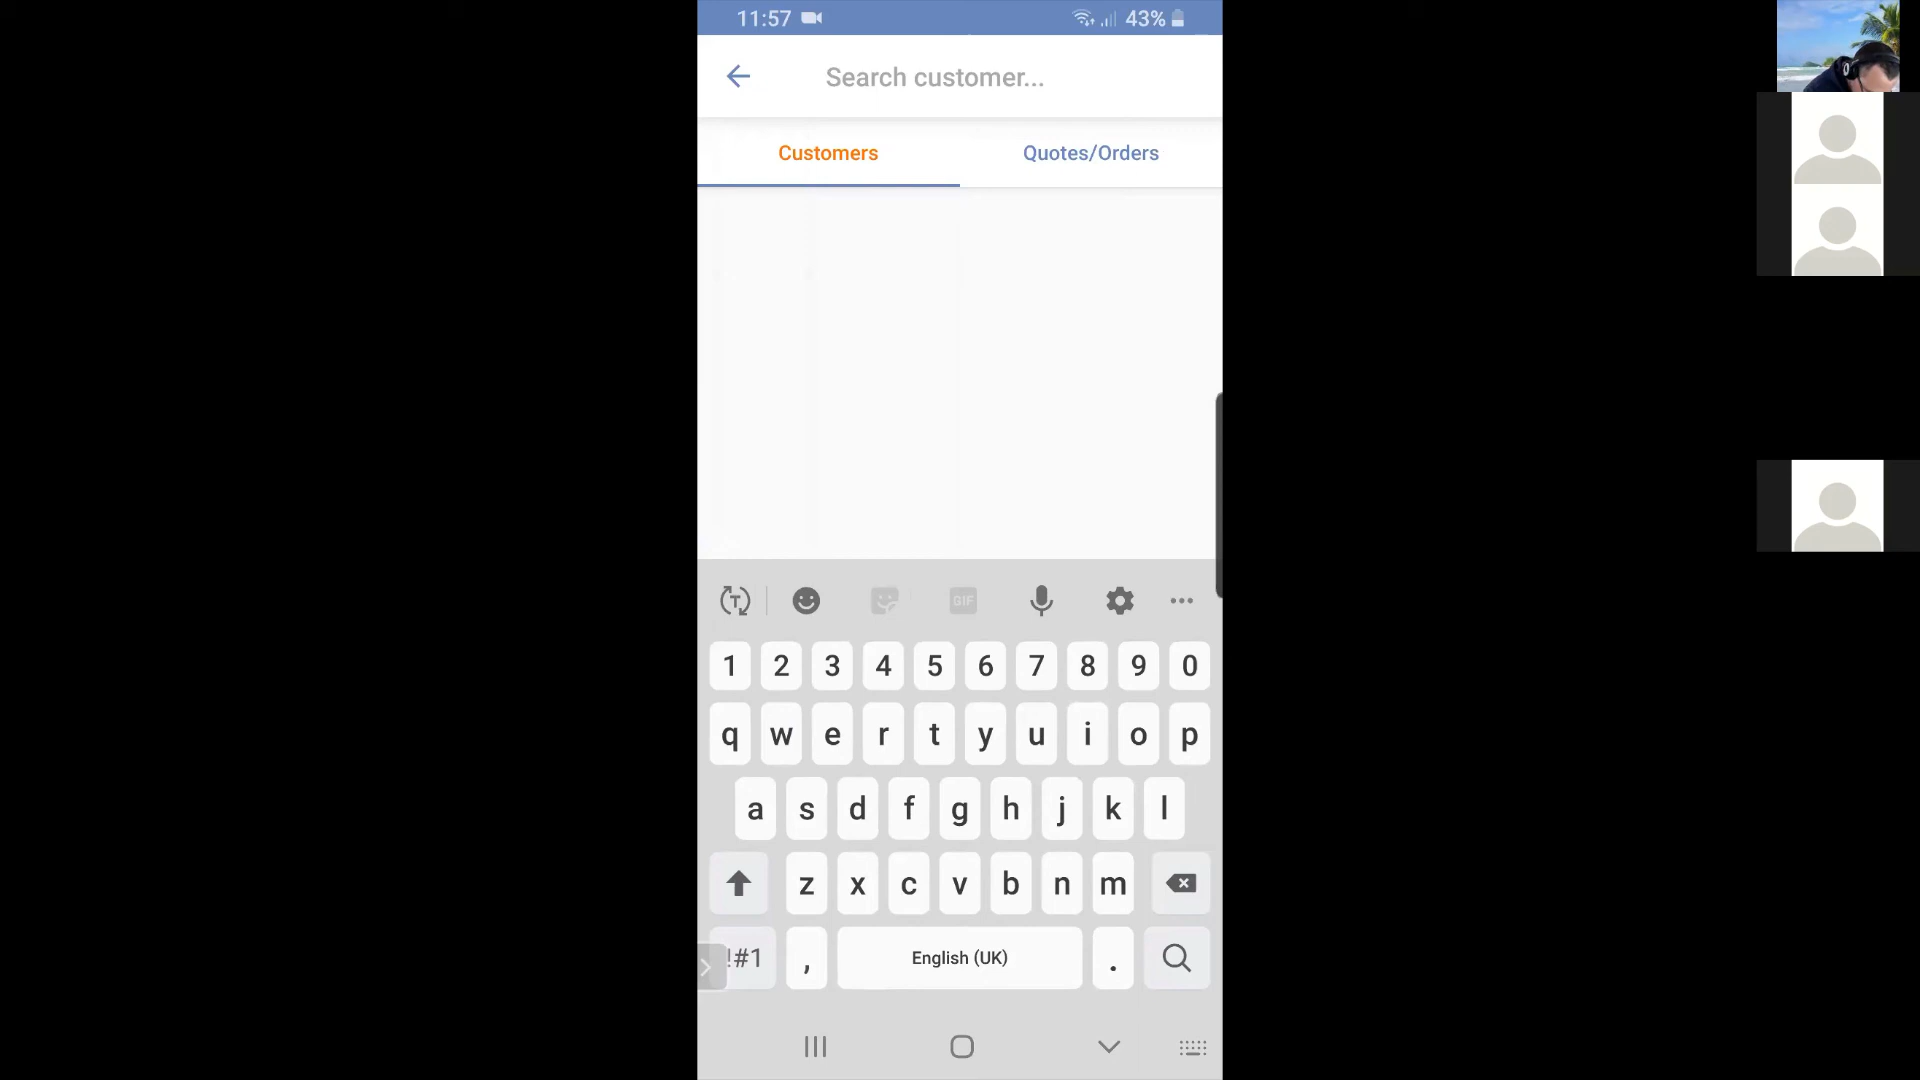 11:57 43%
Search customer...
Customers Quotes/Orders
GIF
1 2 3 4 5 6 7 8 9 0
q w e r t y u i o p
a s d f g h j k l
z x c v b n m
!#1 , English (UK) .